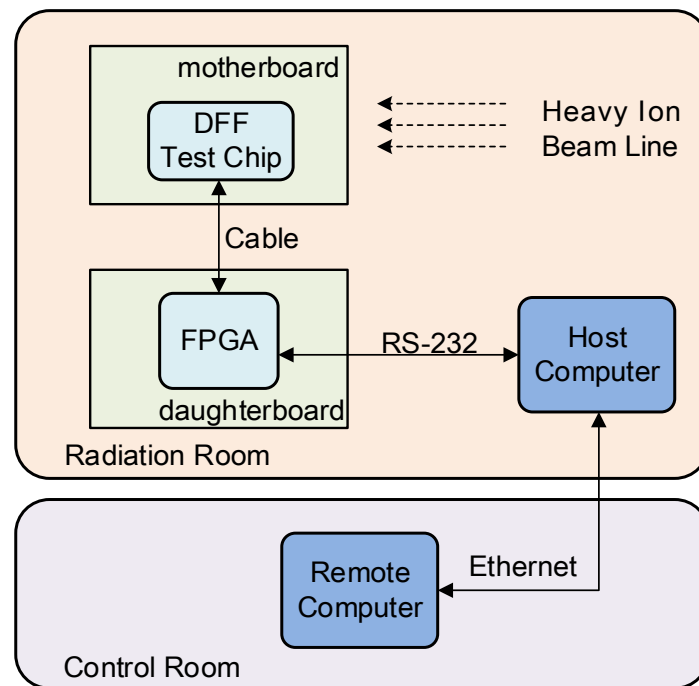 motherboard
DFF
Test Chip
Heavy Ion
Beam Line
Cable
FPGA
RS-232
Host
Computer
daughterboard
Radiation Room
Remote
Computer
Ethernet
Control Room